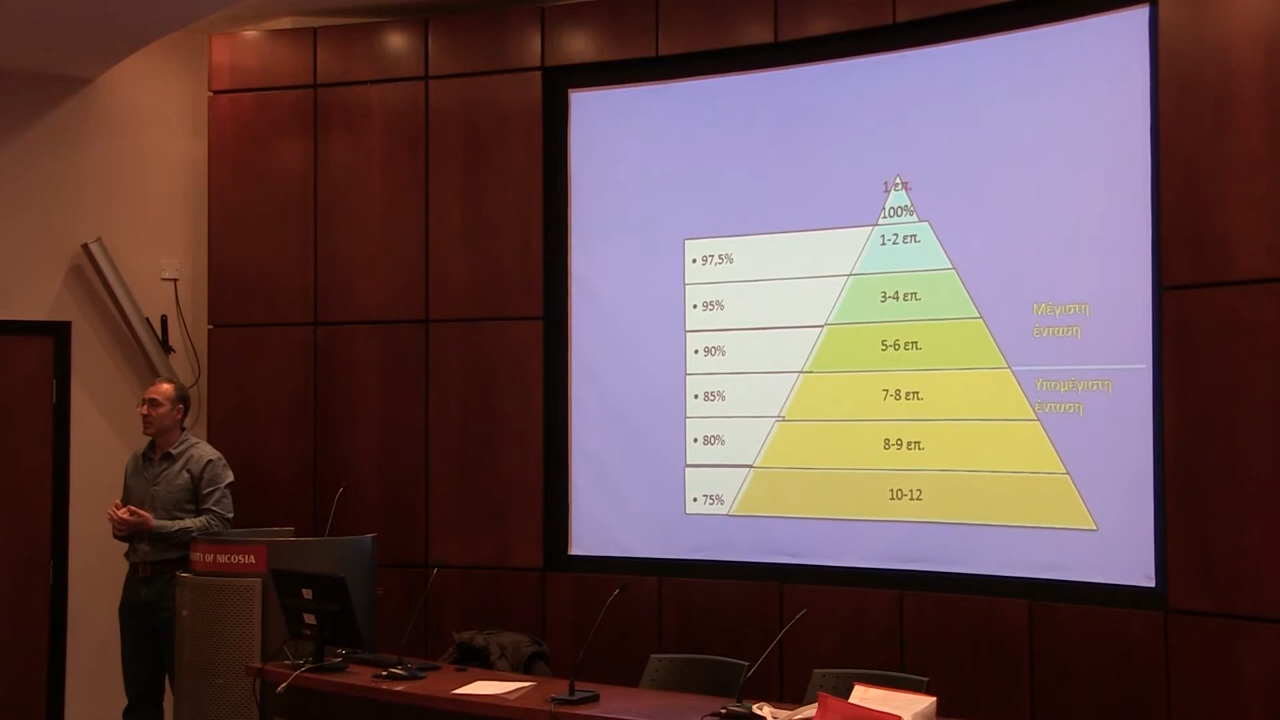 1 επ.
100%
• 97,5%
1-2 επ.
• 95%
3-4 επ.
• 90%
5-6 επ.
• 85%
7-8 επ.
• 80%
8-9 επ.
• 75%
10-12
Μέγιστη
ένταση
Υπομέγιστη
ένταση
OF NICOSIA